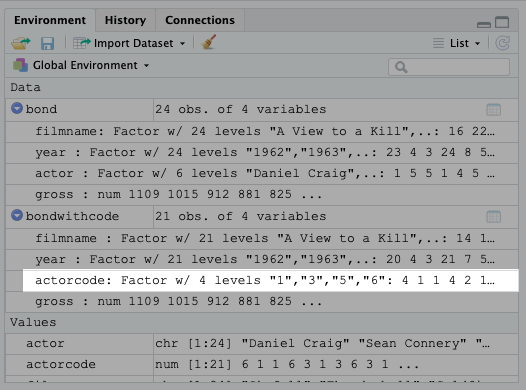 Environment History Connections
Import Dataset List
Global Environment
Data
bond 24 obs. of 4 variables
filmname: Factor w/ 24 levels "A View to a Kill",..: 16 22…
year : Factor w/ 24 levels "1962","1963",..: 23 4 3 24 8 5…
actor : Factor w/ 6 levels "Daniel Craig",..: 1 5 5 1 4 5 …
gross : num 1109 1015 912 881 825 ...
bondwithcode 21 obs. of 4 variables
filmname : Factor w/ 21 levels "A View to a Kill",..: 14 1…
year : Factor w/ 21 levels "1962","1963",..: 20 4 3 21 7 5…
actorcode: Factor w/ 4 levels "1","3","5","6": 4 1 1 4 2 1…
gross : num 1109 1015 912 881 825 ...
Values
actor chr [1:24] "Daniel Craig" "Sean Connery" "…
actorcode num [1:21] 6 1 1 6 3 1 3 6 3 1 ...